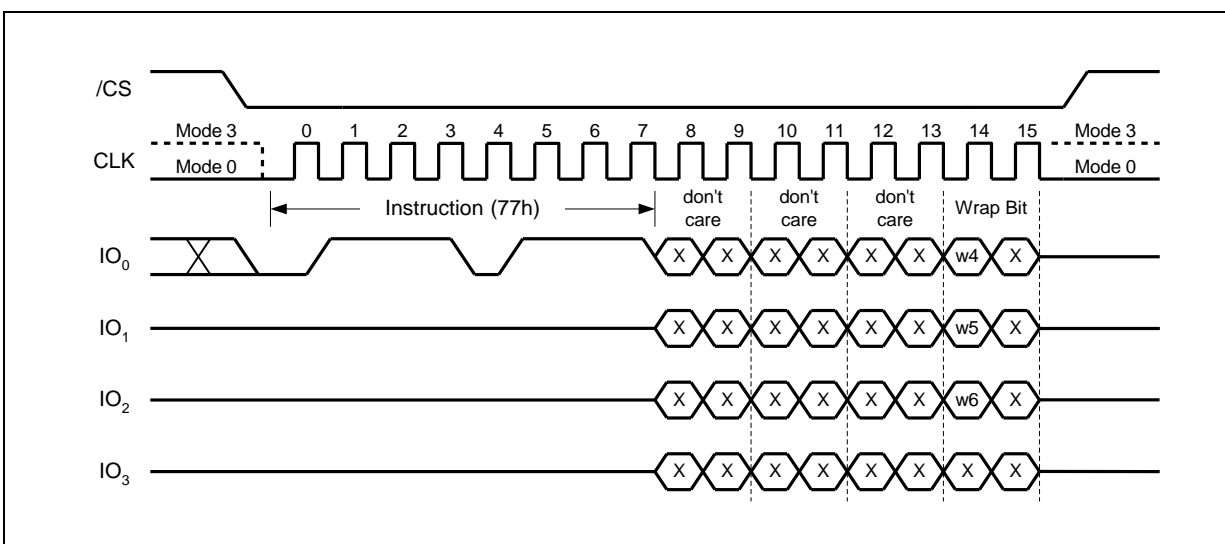 /CS
Mode 3 0 1 2 3 4 5 6 7 8 9 10 11 12 13 14 15 Mode 3
CLK
Mode 0 Mode 0
Instruction (77h) don't care don't care don't care Wrap Bit
IO0 X X X X X X w4 X
IO1 X X X X X X w5 X
IO2 X X X X X X w6 X
IO3 X X X X X X X X